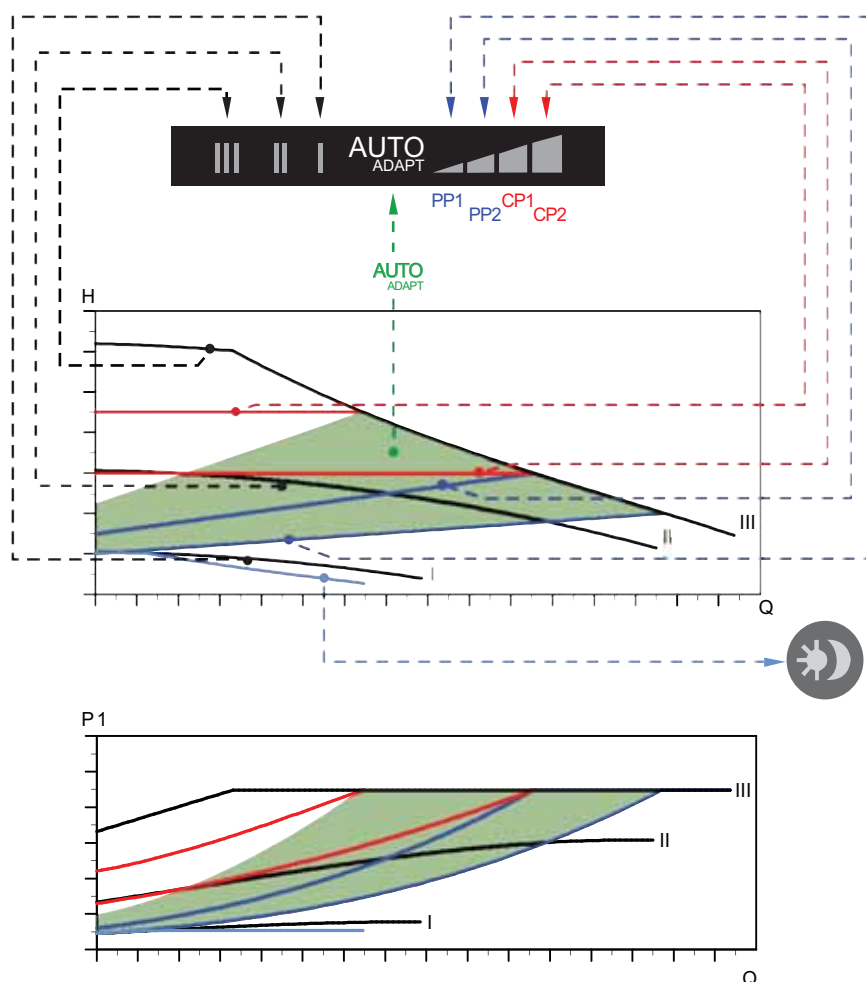 III II I AUTO
ADAPT
PP1 CP1
PP2 CP2
AUTO
ADAPT
H
III
II
I
Q
P1
III
II
I
Q